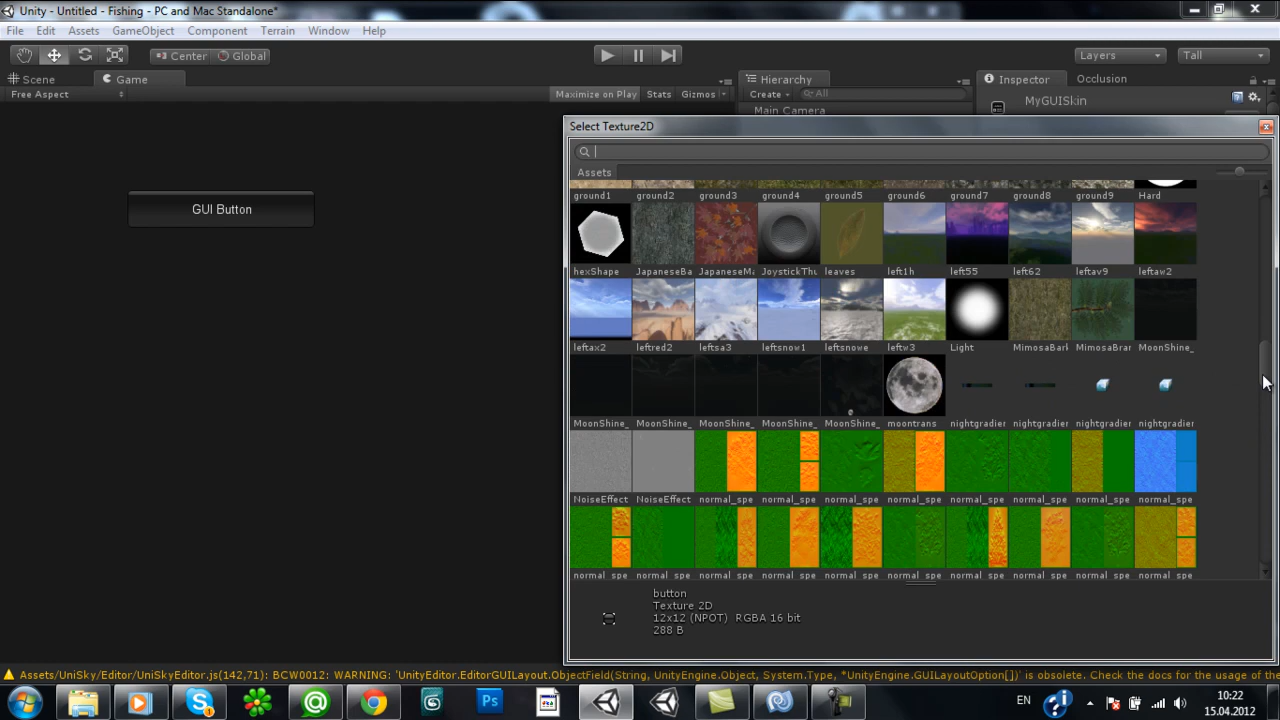 Unity - Untitled - Fishing - PC and Mac Standalone*
File Edit Assets GameObject Component Terrain Window Help
Center Global Layers Tall
Scene Game Hierarchy Inspector Occlusion
Free Aspect Maximize on Play Stats Gizmos Create All MyGUISkin
Main Camera
Select Texture2D
Assets
ground1 ground2 ground3 ground4 ground5 ground6 ground7 ground8 ground9 Hard
GUI Button
hexShape JapaneseBa JapaneseMa JoystickThu leaves left1h left55 left62 leftav9 leftaw2
leftax2 leftred2 leftsa3 leftsnow1 leftsnowe leftw3 Light MimosaBark MimosaBran MoonShine_
MoonShine_ MoonShine_ MoonShine_ MoonShine_ MoonShine_ moontrans nightgradien nightgradien nightgradien nightgradien
NoiseEffect NoiseEffect normal_spe normal_spe normal_spe normal_spe normal_spe normal_spe normal_spe normal_spe
normal_spe normal_spe normal_spe normal_spe normal_spe normal_spe normal_spe normal_spe normal_spe normal_spe
button
Texture 2D
12x12 (NPOT) RGBA 16 bit
288 B
Assets/UniSky/Editor/UniSkyEditor.js(142,71): BCW0012: WARNING: 'UnityEditor.EditorGUILayout.ObjectField(String, UnityEngine.Object, System.Type, *UnityEngine.GUILayoutOption[])' is obsolete. Check the docs for the usage of the
Ps
EN 10:22
15.04.2012